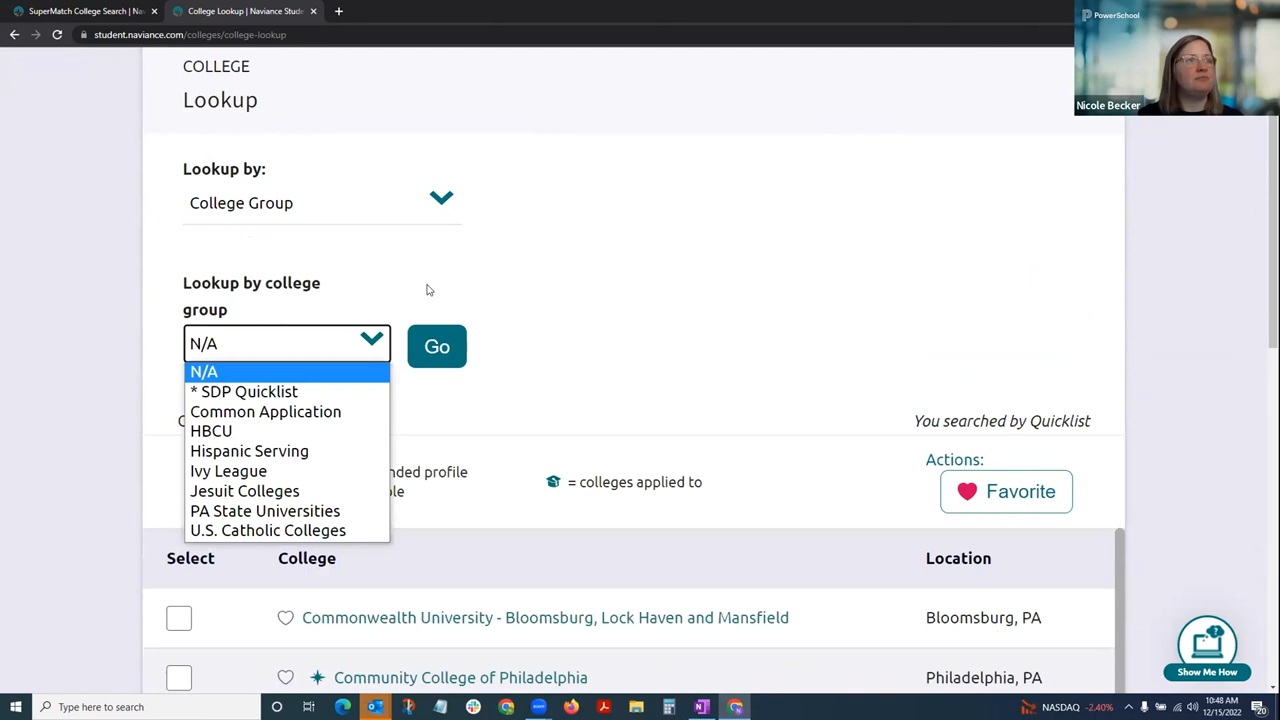 SuperMatch College Search | Nav
College Lookup | Naviance Stude
student.naviance.com/colleges/college-lookup
PowerSchool
Nicole Becker
COLLEGE
Lookup
Lookup by:
College Group
Lookup by college
group
N/A
Go
N/A
* SDP Quicklist
Common Application
HBCU
Hispanic Serving
Ivy League
Jesuit Colleges
PA State Universities
U.S. Catholic Colleges
You searched by Quicklist
= colleges applied to
Actions:
Favorite
Select
College
Location
Commonwealth University - Bloomsburg, Lock Haven and Mansfield
Bloomsburg, PA
Community College of Philadelphia
Philadelphia, PA
Show Me How
Type here to search
NASDAQ -2.40%
10:48 AM
12/15/2022
20